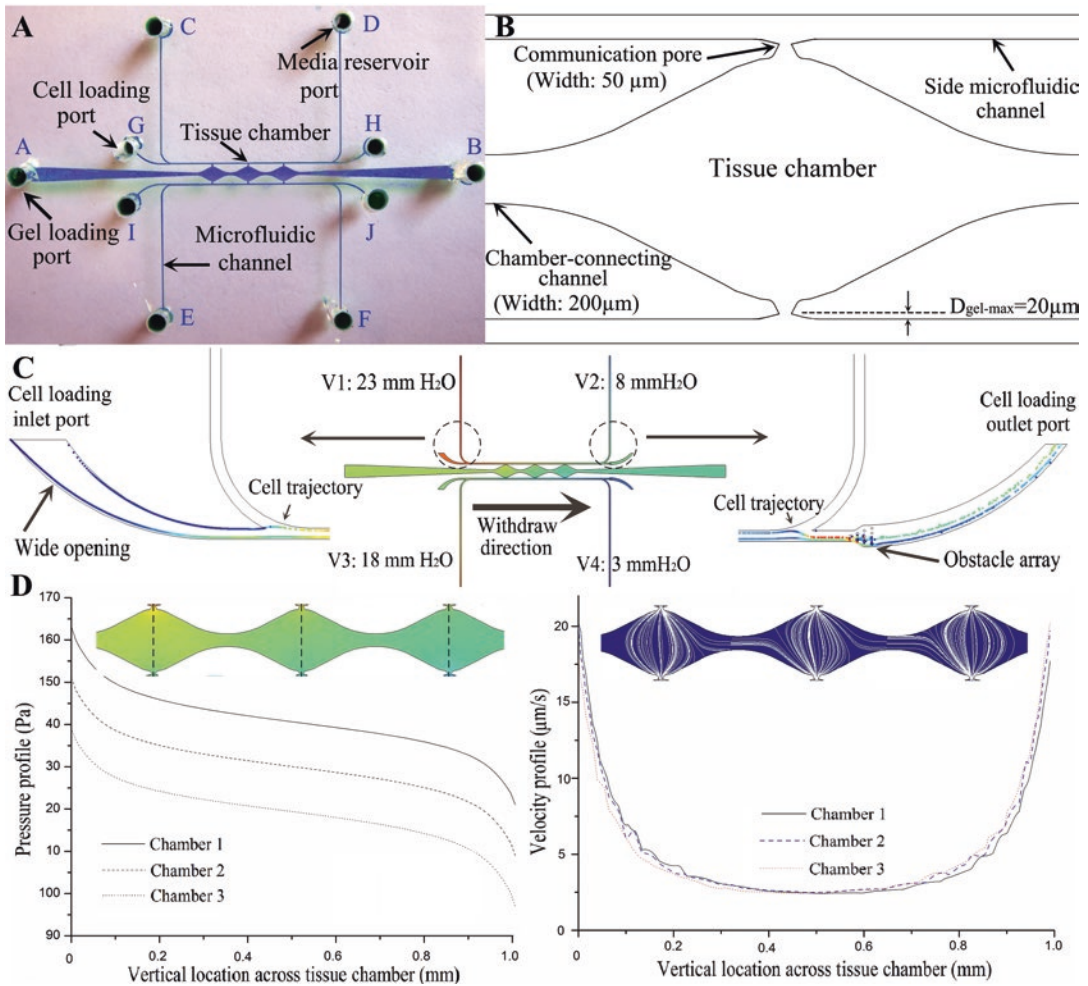 A
C
D
Media reservoir
port
Cell loading
port
G
Tissue chamber
H
A
B
Gel loading
port
I
J
Microfluidic
channel
E
F
B
Communication pore
(Width: 50 µm)
Side microfluidic
channel
Tissue chamber
Chamber-connecting
channel
(Width: 200µm)
Dgel-max=20µm
C
Cell loading
inlet port
Cell trajectory
Wide opening
V1: 23 mm H2O
V2: 8 mmH2O
Withdraw
direction
V3: 18 mm H2O
V4: 3 mmH2O
Cell loading
outlet port
Cell trajectory
Obstacle array
D
Pressure profile (Pa)
170
160
150
40
30
20
10
100
90
Chamber 1
Chamber 2
Chamber 3
0.2 0.4 0.6 0.8 1.0
Vertical location across tissue chamber (mm)
Velocity profile (µm/s)
20
15
10
5
0
Chamber 1
Chamber 2
Chamber 3
0.2 0.4 0.6 0.8 1.0
Vertical location across tissue chamber (mm)